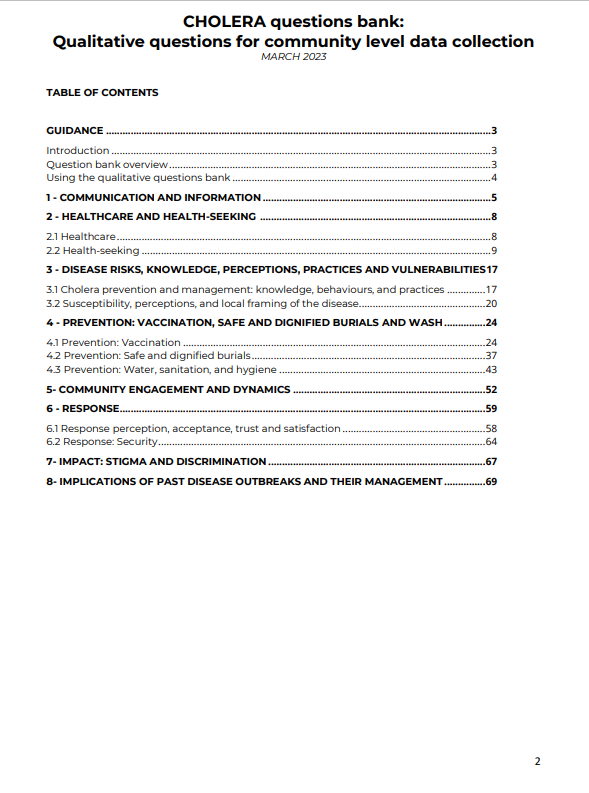 CHOLERA questions bank:
Qualitative questions for community level data collection
MARCH 2023
TABLE OF CONTENTS
GUIDANCE ...........................................................................................................................3
Introduction ...........................................................................................................................3
Question bank overview ...........................................................................................................................3
Using the qualitative questions bank ...........................................................................................................................4
1 - COMMUNICATION AND INFORMATION ...........................................................................5
2 - HEALTHCARE AND HEALTH-SEEKING ...........................................................................8
2.1 Healthcare ...........................................................................................................................8
2.2 Health-seeking ...........................................................................................................................9
3 - DISEASE RISKS, KNOWLEDGE, PERCEPTIONS, PRACTICES AND VULNERABILITIES17
3.1 Cholera prevention and management: knowledge, behaviours, and practices .............17
3.2 Susceptibility, perceptions, and local framing of the disease.......................................20
4 - PREVENTION: VACCINATION, SAFE AND DIGNIFIED BURIALS AND WASH .............24
4.1 Prevention: Vaccination ...........................................................................................24
4.2 Prevention: Safe and dignified burials...........................................................................37
4.3 Prevention: Water, sanitation, and hygiene ...................................................................43
5- COMMUNITY ENGAGEMENT AND DYNAMICS ...........................................................52
6 - RESPONSE...........................................................................................................................59
6.1 Response perception, acceptance, trust and satisfaction ...........................................58
6.2 Response: Security...........................................................................................................64
7- IMPACT: STIGMA AND DISCRIMINATION ...................................................................67
8- IMPLICATIONS OF PAST DISEASE OUTBREAKS AND THEIR MANAGEMENT .............69
2